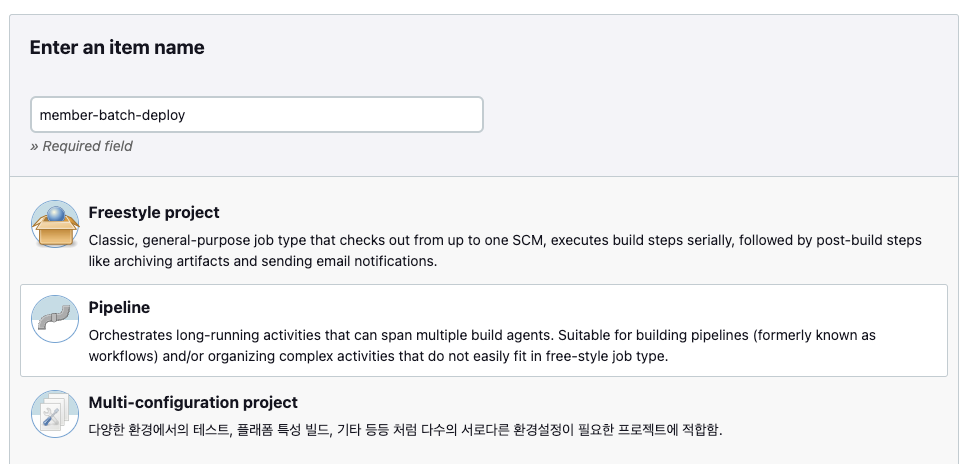 Enter an item name
member-batch-deploy
» Required field
Freestyle project
Classic, general-purpose job type that checks out from up to one SCM, executes build steps serially, followed by post-build steps
like archiving artifacts and sending email notifications.
Pipeline
Orchestrates long-running activities that can span multiple build agents. Suitable for building pipelines (formerly known as
workflows) and/or organizing complex activities that do not easily fit in free-style job type.
Multi-configuration project
다양한 환경에서의 테스트, 플래폼 특성 빌드, 기타 등등 처럼 다수의 서로다른 환경설정이 필요한 프로젝트에 적합함.